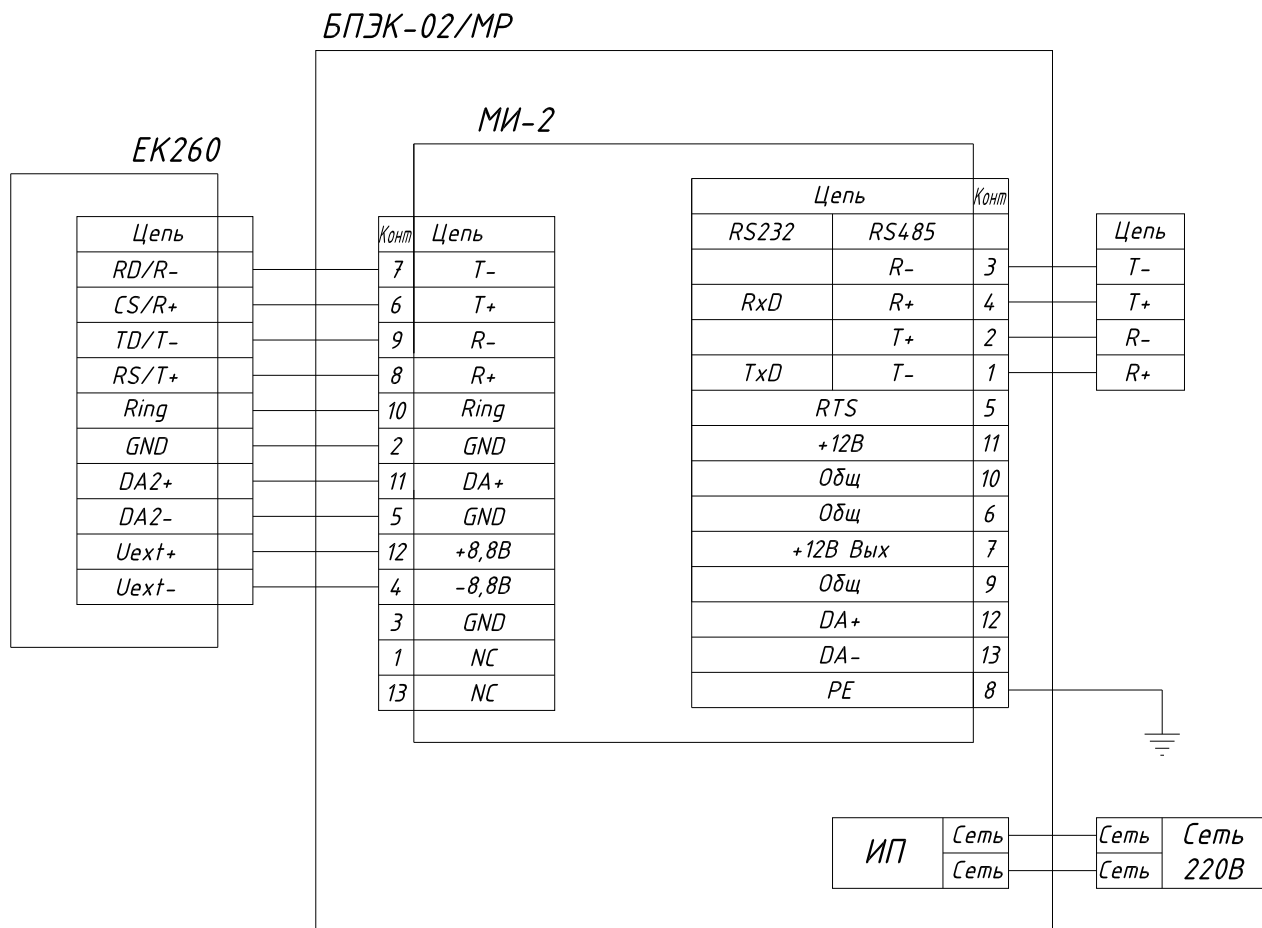 БПЭК-02/МР
МИ-2
ЕК260
Цепь
RD/R-
CS/R+
TD/T-
RS/T+
Ring
GND
DA2+
DA2-
Uext+
Uext-
Конт Цепь
7 T-
6 T+
9 R-
8 R+
10 Ring
2 GND
11 DA+
5 GND
12 +8,8В
4 -8,8В
3 GND
1 NC
13 NC
Цепь Конт
RS232 RS485
R- 3
RxD R+ 4
T+ 2
TxD T- 1
RTS 5
+12В 11
Общ 10
Общ 6
+12В Вых 7
Общ 9
DA+ 12
DA- 13
PE 8
Цепь
T-
T+
R-
R+
ИП
Сеть
Сеть
Сеть
Сеть
Сеть
220В